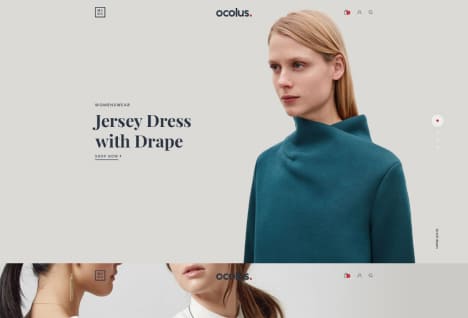 ocolus.
WOMENSWEAR
Jersey Dress
with Drape
SHOP NOW
ocolus.